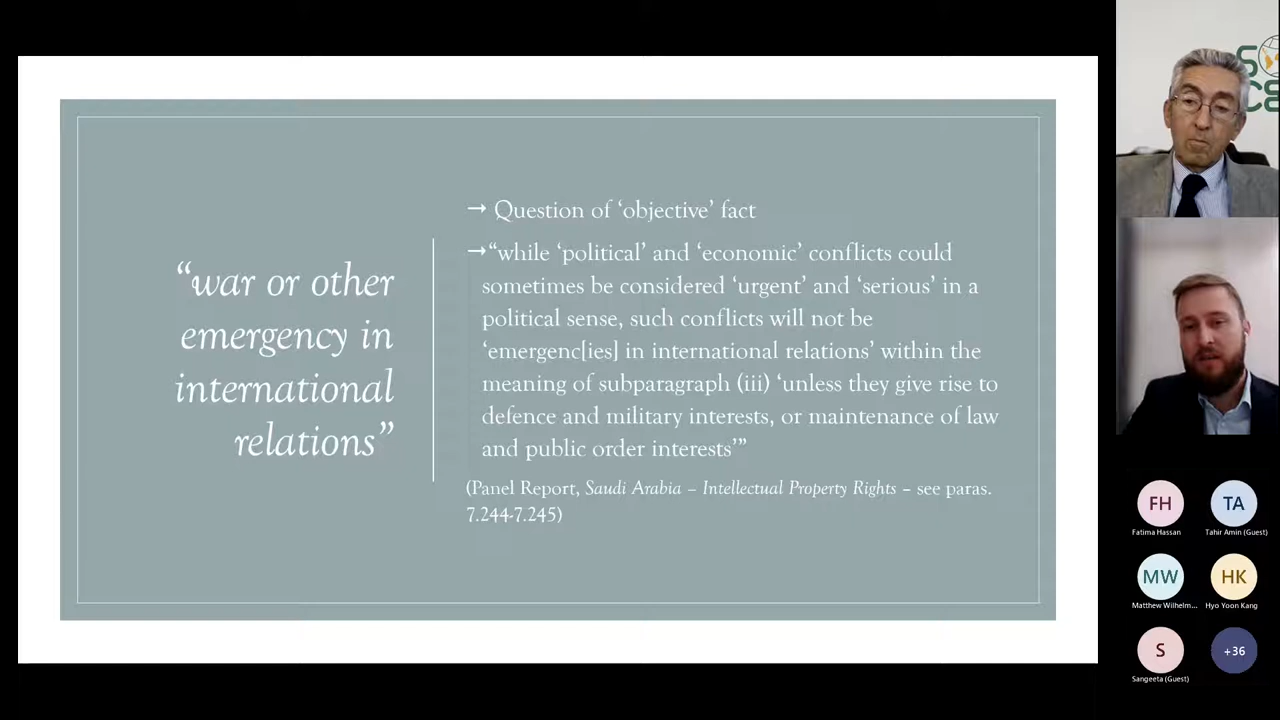 “war or other
emergency in
international
relations”
→ Question of ‘objective’ fact
→“while ‘political’ and ‘economic’ conflicts could
sometimes be considered ‘urgent’ and ‘serious’ in a
political sense, such conflicts will not be
‘emergenc[ies] in international relations’ within the
meaning of subparagraph (iii) ‘unless they give rise to
defence and military interests, or maintenance of law
and public order interests’”
(Panel Report, Saudi Arabia – Intellectual Property Rights – see paras.
7.244-7.245)
FH
Fatima Hassan
TA
Tahir Amin (Guest)
MW
Matthew Wilhelm...
HK
Hyo Yoon Kang
S
Sangeeta (Guest)
+36